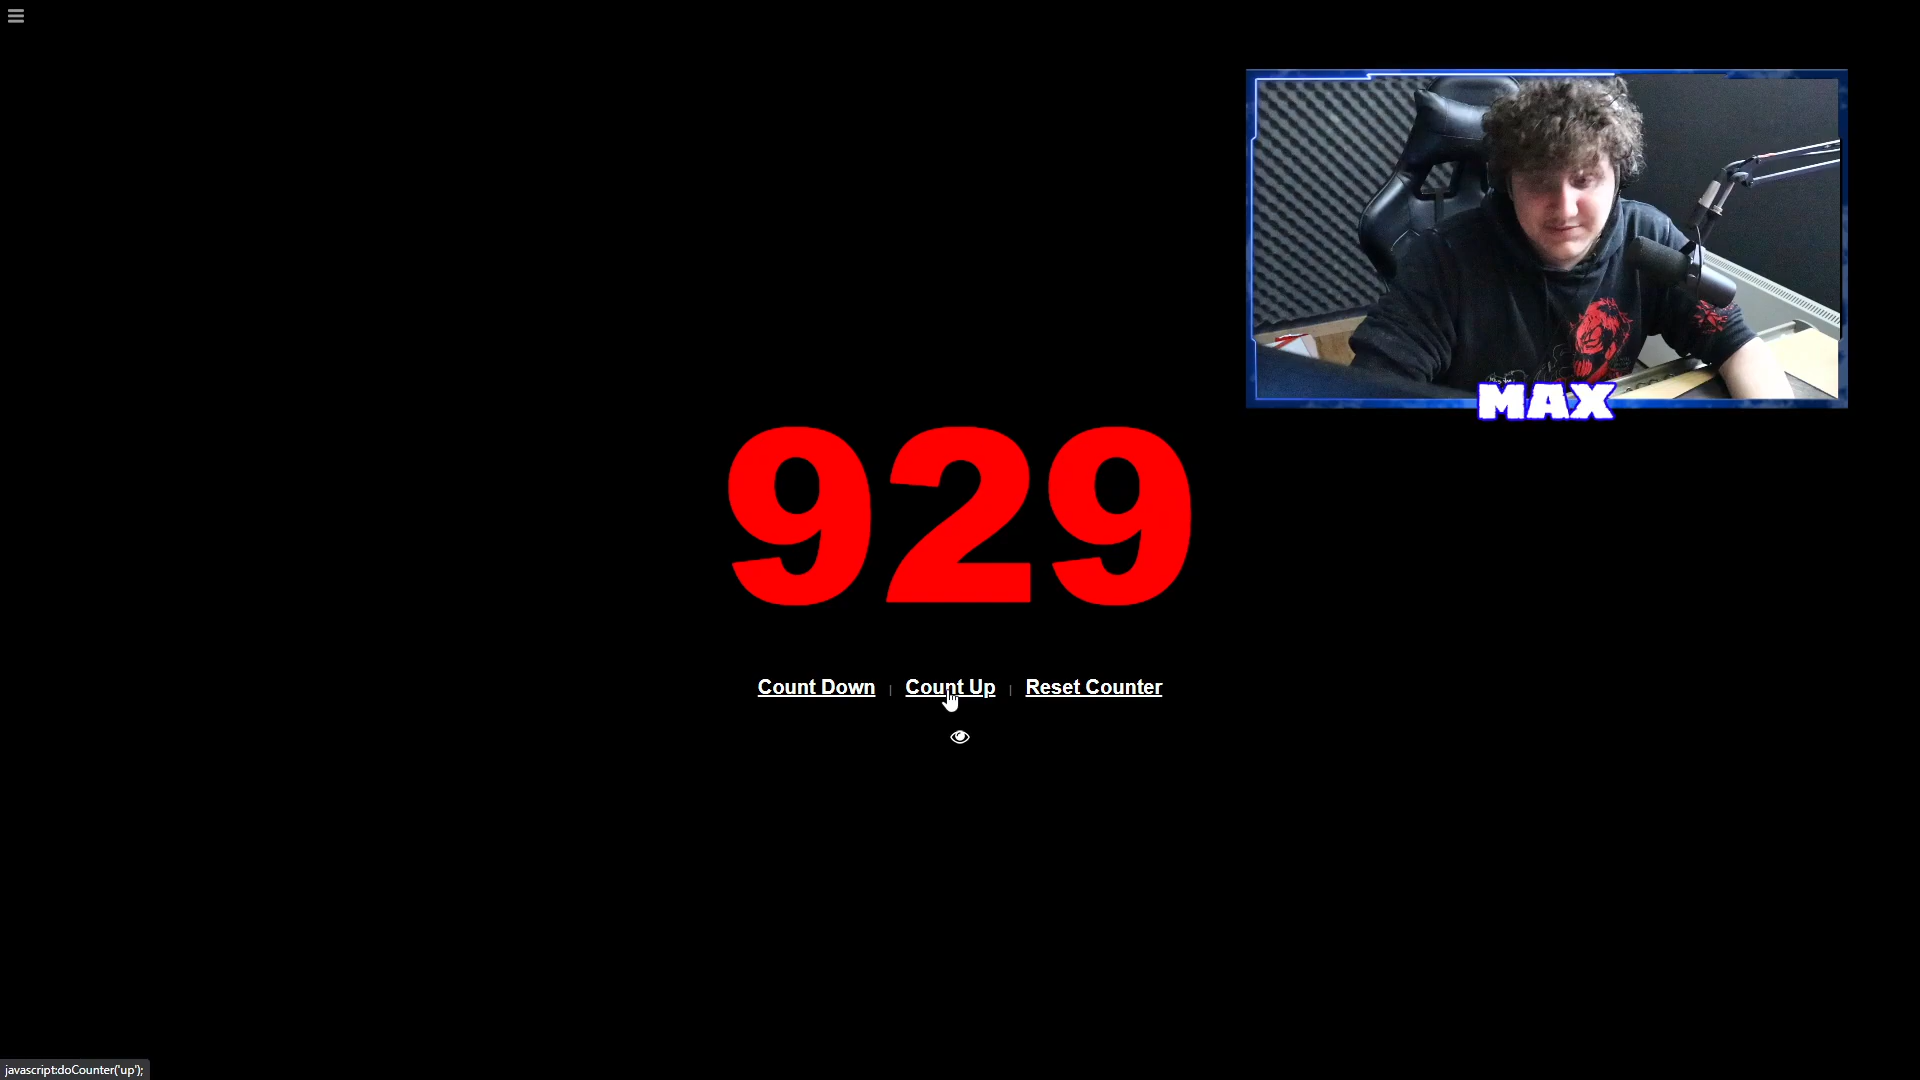 MAX
929
Count Down | Count Up | Reset Counter
javascript:doCounter('up');